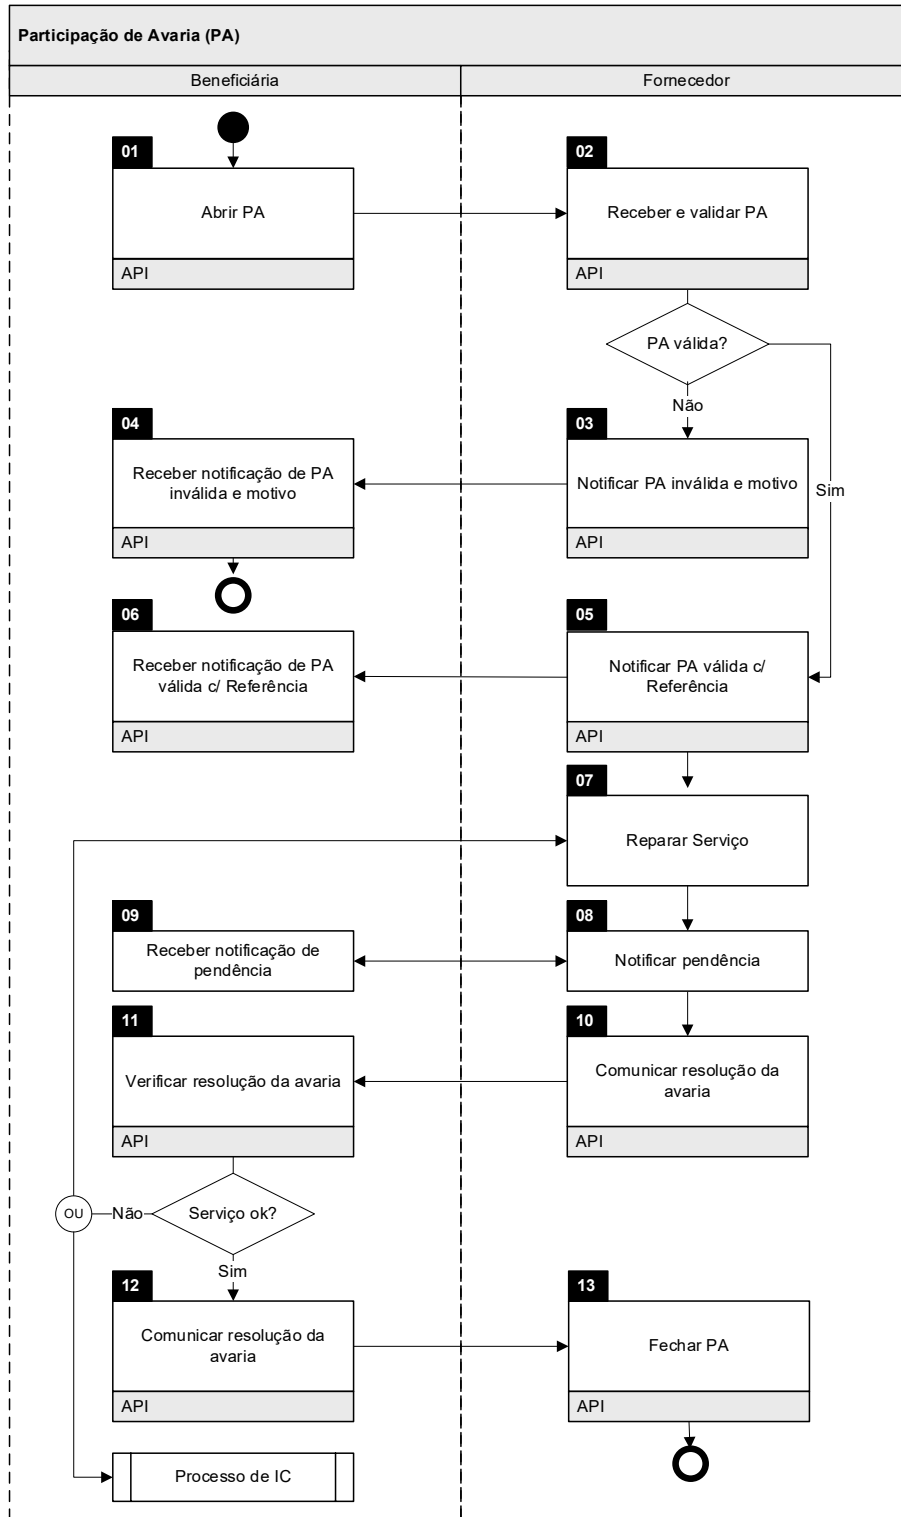 Participação de Avaria (PA)
Beneficiária
Fornecedor
01
Abrir PA
API
02
Receber e validar PA
API
PA válida?
Não
Sim
03
Notificar PA inválida e motivo
API
04
Receber notificação de PA
inválida e motivo
API
05
Notificar PA válida c/
Referência
API
06
Receber notificação de PA
válida c/ Referência
API
07
Reparar Serviço
08
Notificar pendência
09
Receber notificação de
pendência
10
Comunicar resolução da
avaria
API
11
Verificar resolução da avaria
API
Serviço ok?
Não
OU
Sim
12
Comunicar resolução da
avaria
API
13
Fechar PA
API
Processo de IC